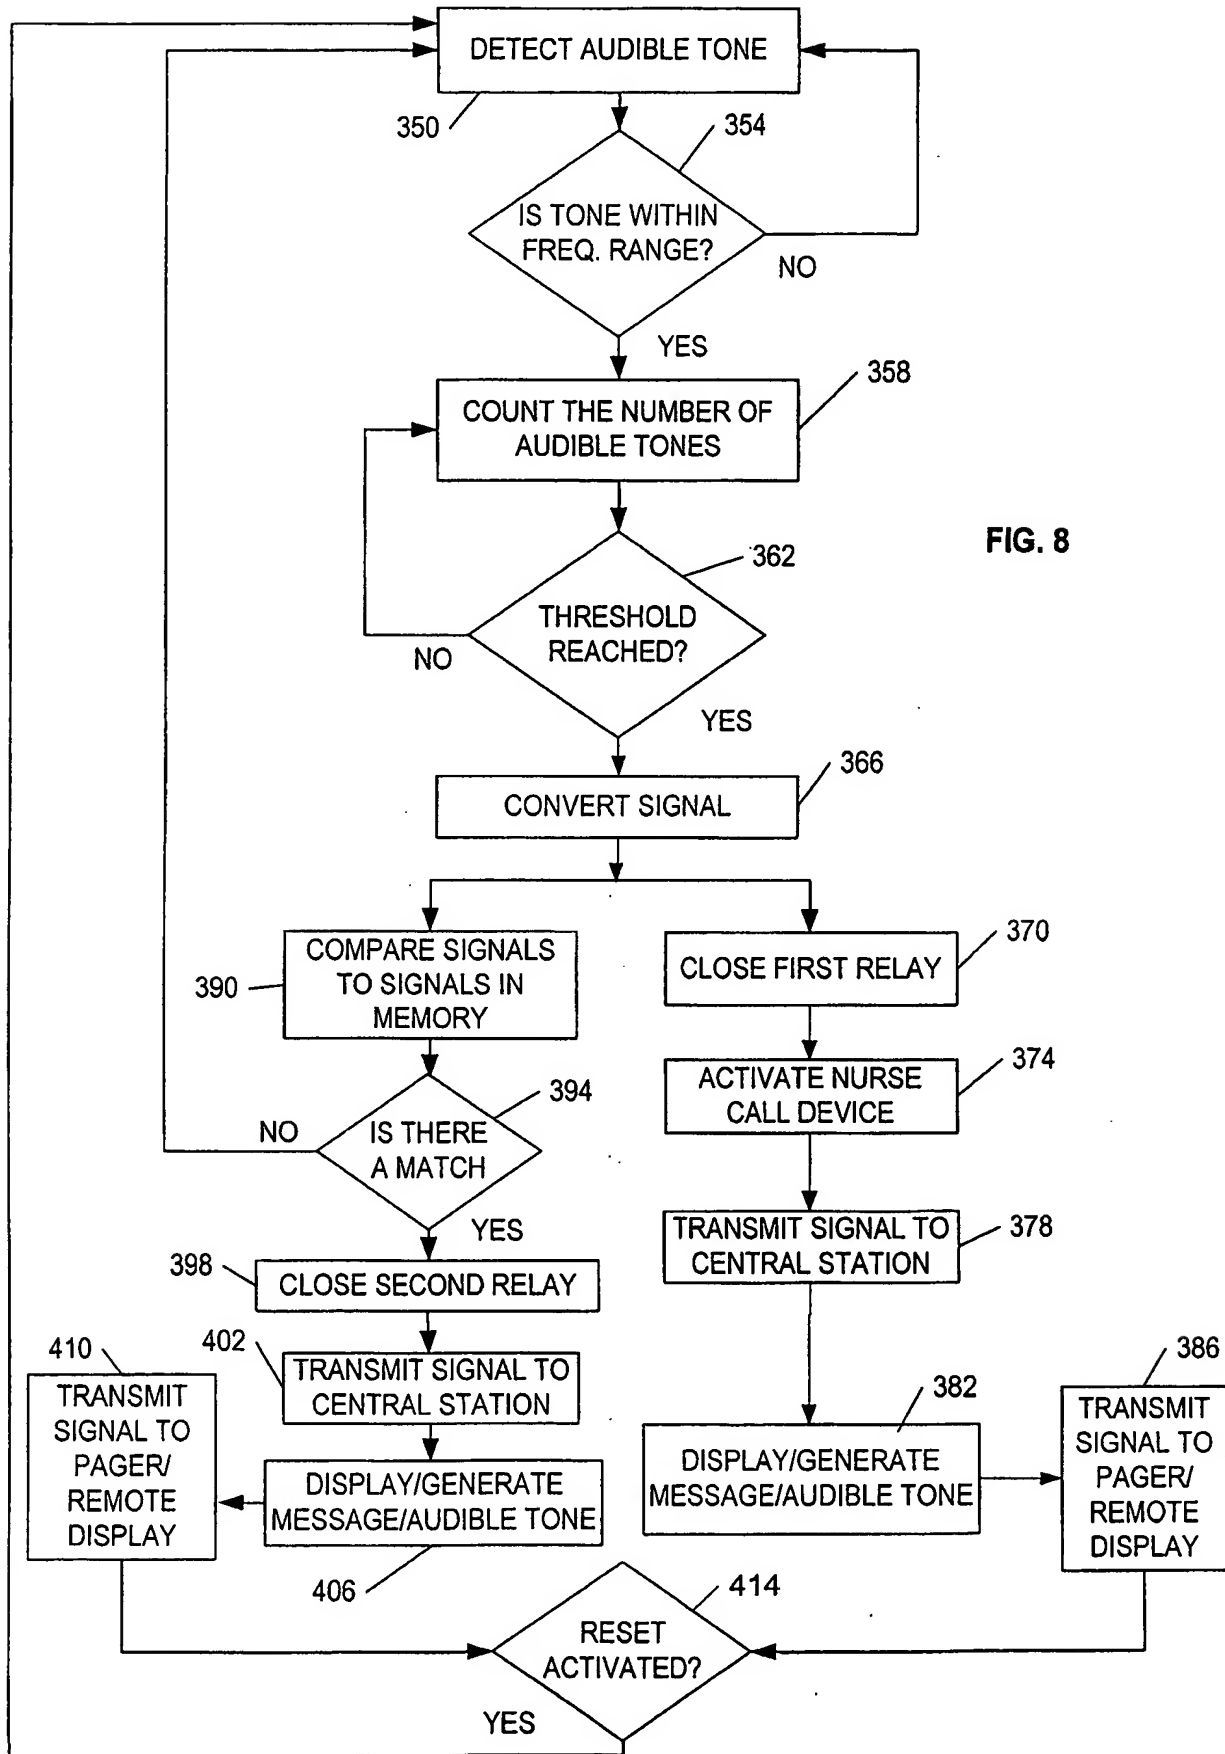 DETECT AUDIBLE TONE
350
354
IS TONE WITHIN
FREQ. RANGE?
NO
YES
358
COUNT THE NUMBER OF
AUDIBLE TONES
FIG. 8
362
THRESHOLD
REACHED?
NO
YES
366
CONVERT SIGNAL
390
COMPARE SIGNALS
TO SIGNALS IN
MEMORY
370
CLOSE FIRST RELAY
374
ACTIVATE NURSE
CALL DEVICE
394
NO
IS THERE
A MATCH
YES
378
TRANSMIT SIGNAL TO
CENTRAL STATION
398
CLOSE SECOND RELAY
402
TRANSMIT SIGNAL TO
CENTRAL STATION
410
TRANSMIT
SIGNAL TO
PAGER/
REMOTE
DISPLAY
DISPLAY/GENERATE
MESSAGE/AUDIBLE TONE
406
382
DISPLAY/GENERATE
MESSAGE/AUDIBLE TONE
386
TRANSMIT
SIGNAL TO
PAGER/
REMOTE
DISPLAY
414
RESET
ACTIVATED?
YES